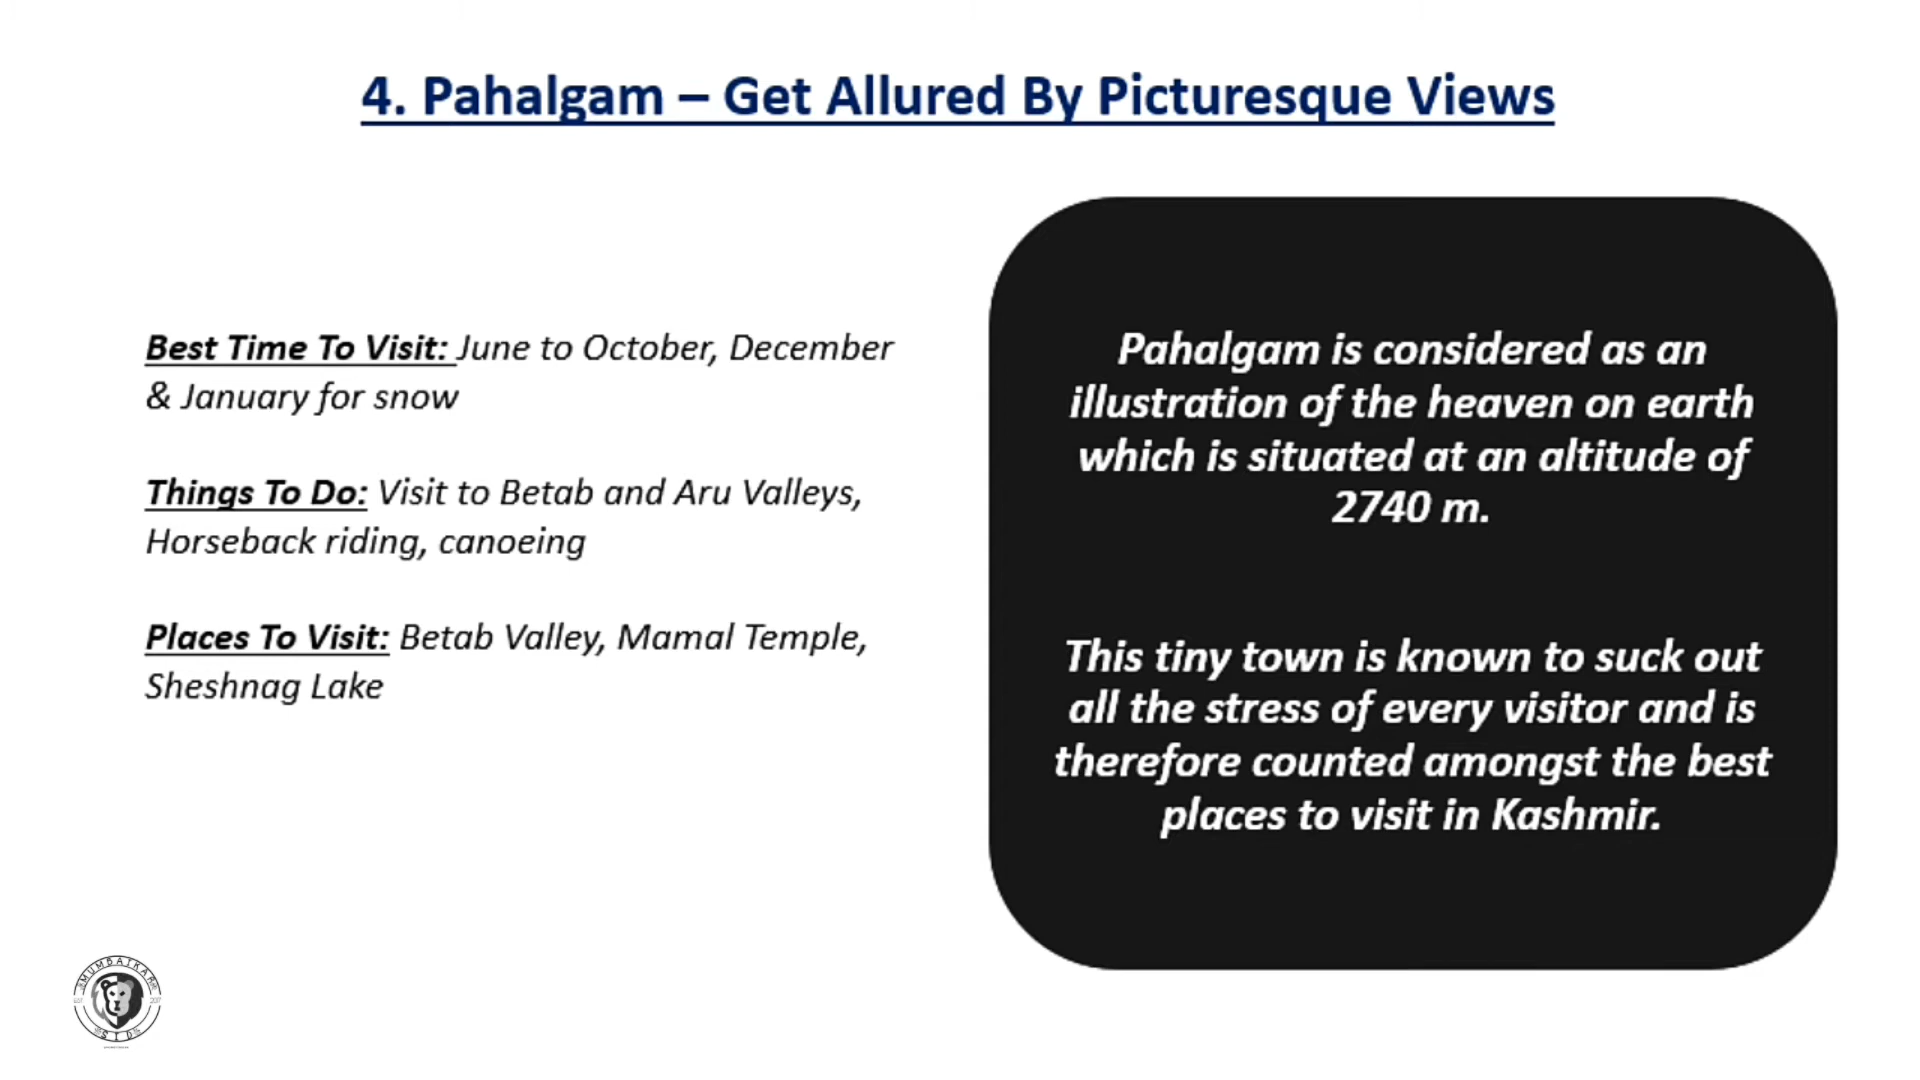 4. Pahalgam – Get Allured By Picturesque Views
Best Time To Visit: June to October, December
& January for snow
Things To Do: Visit to Betab and Aru Valleys,
Horseback riding, canoeing
Places To Visit: Betab Valley, Mamal Temple,
Sheshnag Lake
Pahalgam is considered as an
illustration of the heaven on earth
which is situated at an altitude of
2740 m.
This tiny town is known to suck out
all the stress of every visitor and is
therefore counted amongst the best
places to visit in Kashmir.
MUMBAIKAR
EST 2017
SID